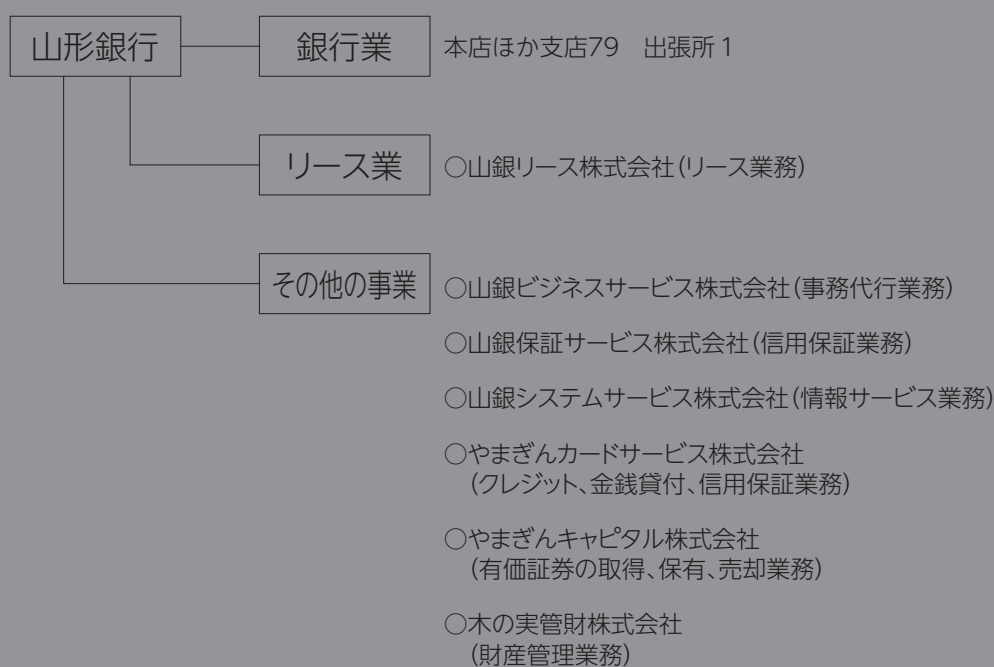 山形銀行
銀行業
本店ほか支店79　出張所1
リース業
○山銀リース株式会社(リース業務)
その他の事業
○山銀ビジネスサービス株式会社(事務代行業務)
○山銀保証サービス株式会社(信用保証業務)
○山銀システムサービス株式会社(情報サービス業務)
○やまぎんカードサービス株式会社
(クレジット、金銭貸付、信用保証業務)
○やまぎんキャピタル株式会社
(有価証券の取得、保有、売却業務)
○木の実管財株式会社
(財産管理業務)